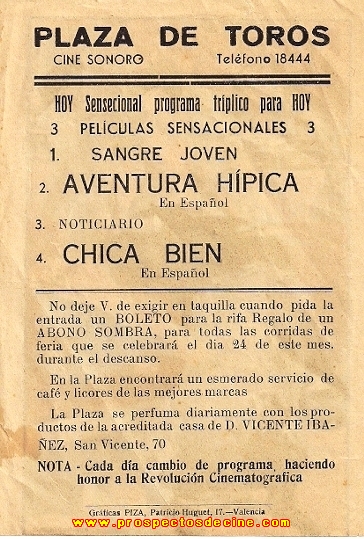 PLAZA DE TOROS
CINE SONORO Teléfono 18444
HOY Sensecional programa tríplico para HOY
3 PELÍCULAS SENSACIONALES 3
1. SANGRE JOVEN
2. AVENTURA HÍPICA
En Español
3. NOTICIARIO
4. CHICA BIEN
En Español
No deje V. de exigir en taquilla cuando pida la
entrada un BOLETO para la rifa Regalo de un
ABONO SOMBRA, para todas las corridas de
feria que se celebrará el dia 24 de este mes.
durante el descanso.
En la Plaza encontrará un esmerado servicio de
café y licores de las mejores marcas
La Plaza se perfuma diariamente con los pro-
ductos de la acreditada casa de D. VICENTE IBA-
ÑEZ, San Vicente, 70
NOTA - Cada día cambio de programa, haciendo
honor a la Revolución Cinematografica
Gráficas PIZA, Patricio Huguet, 17.—Valencia
www.prospectosdecine.com